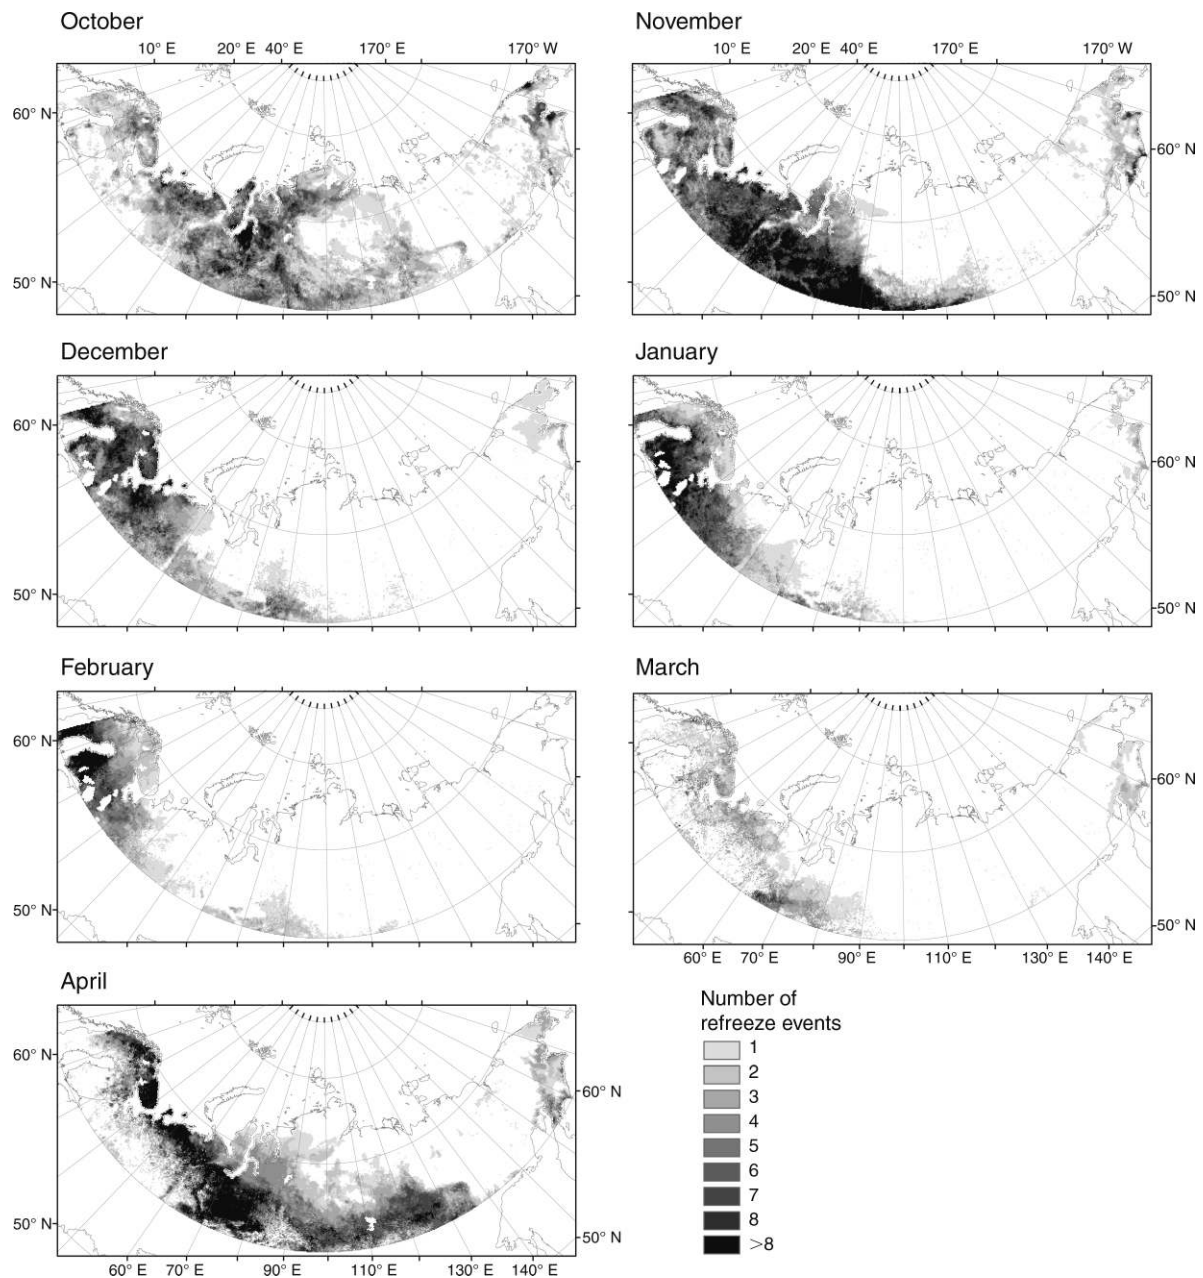 October
November
10° E 20° E 40° E 170° E 170° W
10° E 20° E 40° E 170° E 170° W
60° N
60° N
50° N
50° N
December
January
60° N
60° N
50° N
50° N
February
March
60° N
60° N
50° N
50° N
60° E 70° E 90° E 110° E 130° E 140° E
April
Number of
refreeze events
1
2
3
4
5
6
7
8
>8
60° N
60° N
50° N
50° N
60° E 70° E 90° E 110° E 130° E 140° E